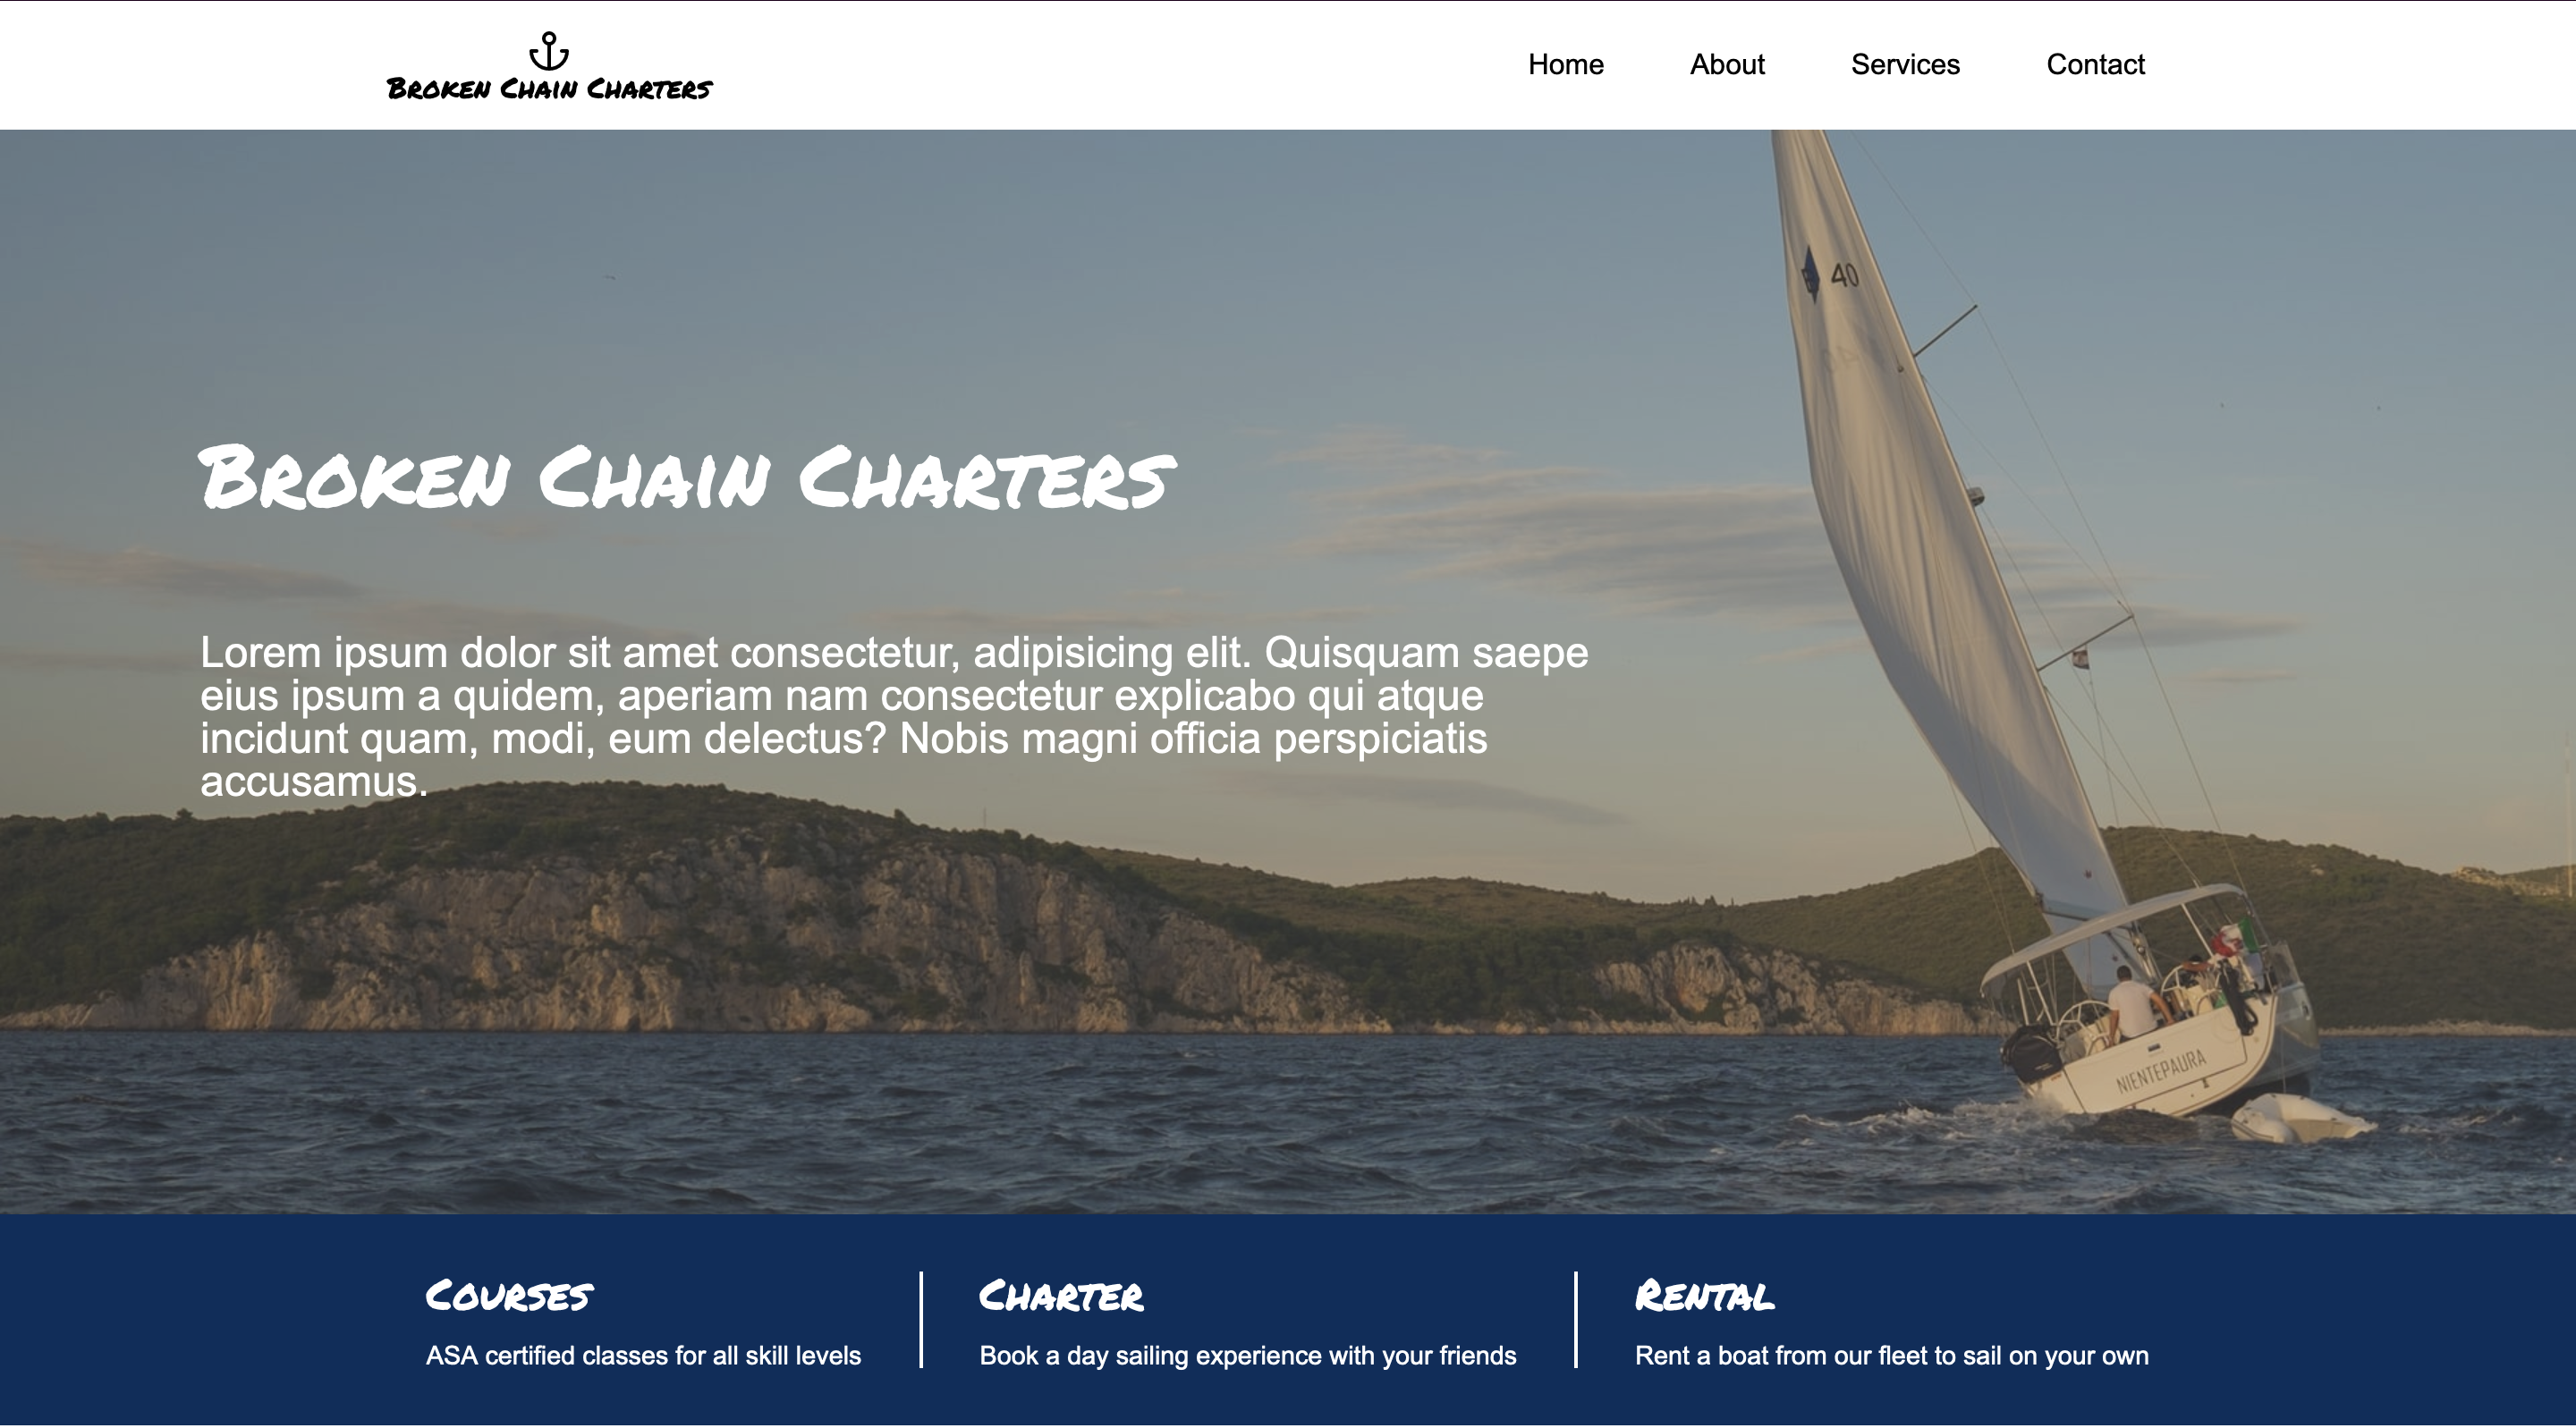 Broken Chain Charters
Home About Services Contact
40
Broken Chain Charters
Lorem ipsum dolor sit amet consectetur, adipisicing elit. Quisquam saepe
eius ipsum a quidem, aperiam nam consectetur explicabo qui atque
incidunt quam, modi, eum delectus? Nobis magni officia perspiciatis
accusamus.
NIENTEPAURA
Courses
ASA certified classes for all skill levels
Charter
Book a day sailing experience with your friends
Rental
Rent a boat from our fleet to sail on your own